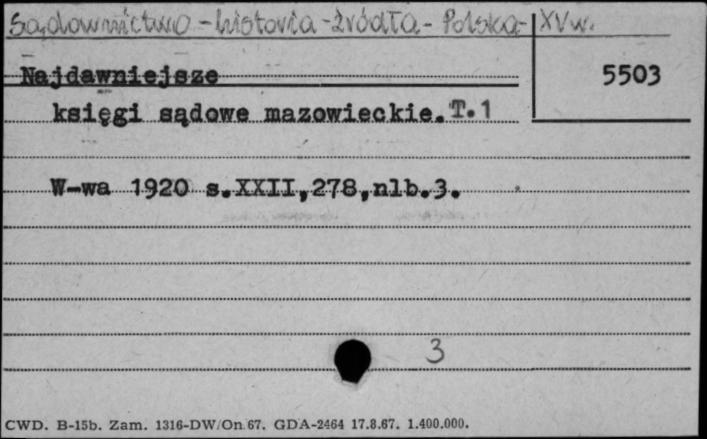 Sądownictwo - historia - źródła - Polska - XV w.
Najdawniejsze
5503
księgi sądowe mazowieckie. T.1
W-wa 1920 s.XXII,278,nlb.3.
3
CWD. B-15b. Zam. 1316-DW/On 67. GDA-2464 17.8.67. 1.400.000.